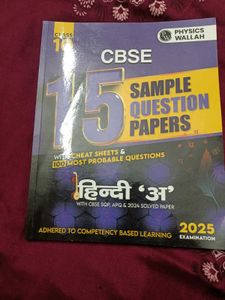 CLASS
10
PHYSICS
WALLAH
CBSE
15
SAMPLE
QUESTION
PAPERS
WITH CHEAT SHEETS &
100 MOST PROBABLE QUESTIONS
हिन्दी ‘अ’
WITH CBSE SQP, APQ & 2024 SOLVED PAPER
2025
EXAMINATION
ADHERED TO COMPETENCY BASED LEARNING